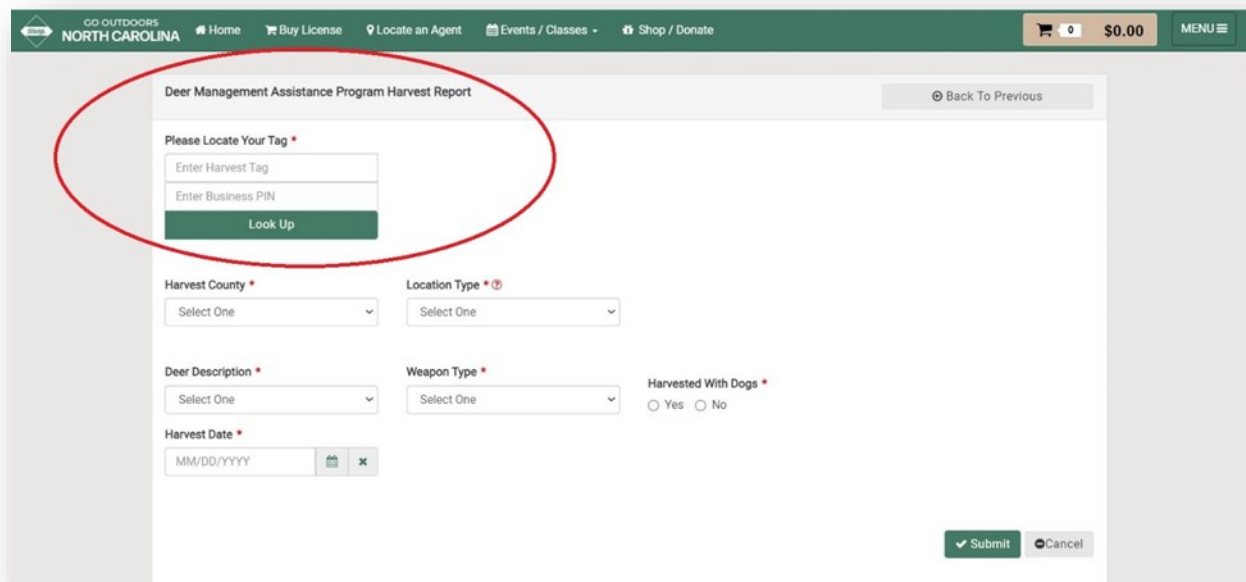 GO OUTDOORS
NORTH CAROLINA
Home Buy License Locate an Agent Events / Classes Shop / Donate 0 $0.00 MENU
Deer Management Assistance Program Harvest Report Back To Previous
Please Locate Your Tag *
Enter Harvest Tag
Enter Business PIN
Look Up
Harvest County * Location Type * ?
Select One Select One
Deer Description * Weapon Type * Harvested With Dogs *
Select One Select One Yes No
Harvest Date *
MM/DD/YYYY
Submit Cancel